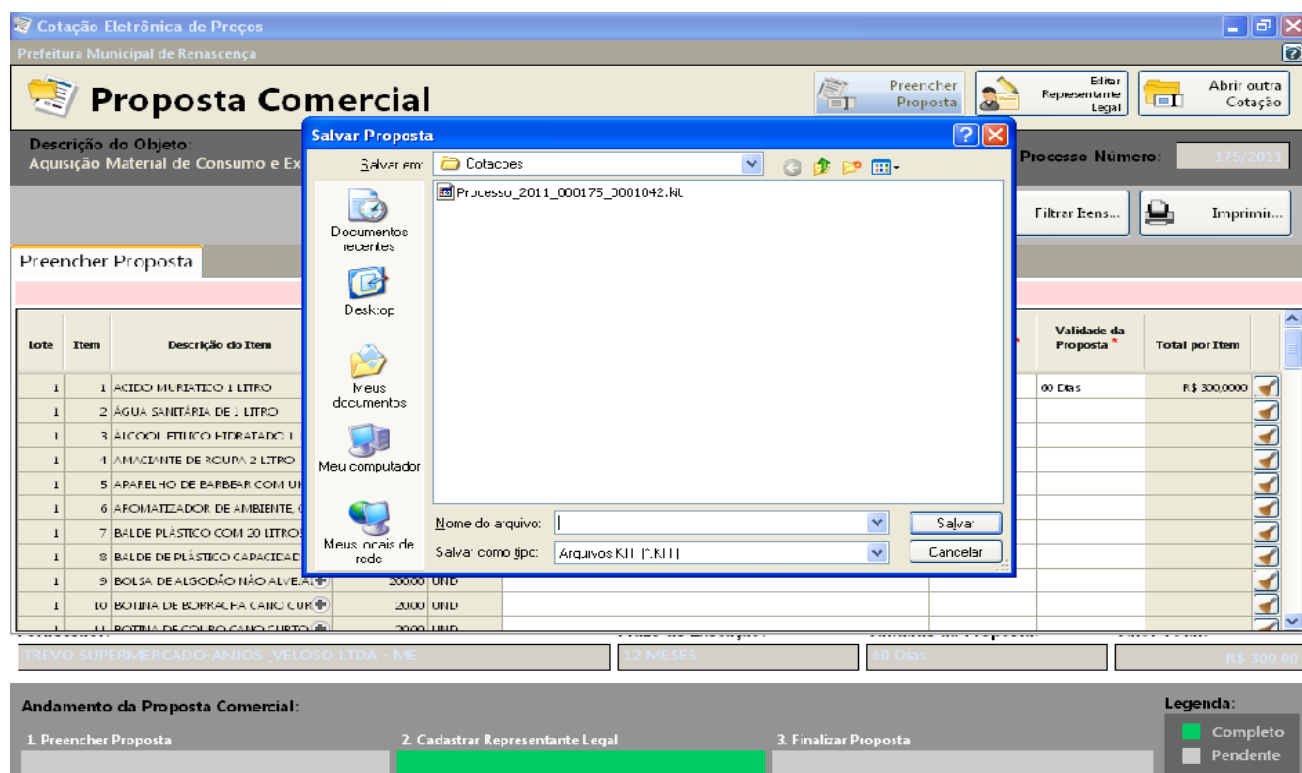 Cotação Eletrônica de Preços
Prefeitura Municipal de Renascença
Proposta Comercial
Preencher
Proposta
Editar
Representante
Legal
Abrir outra
Cotação
Descrição do Objeto:
Aquisição Material de Consumo e Ex
Processo Número:
175/2011
Filtrar Itens...
Imprimir...
Preencher Proposta
Salvar Proposta
Salvar em:
Cotacoes
Processo_2011_000175_0001042.kit
Documentos
recentes
Desktop
Meus
documentos
Meu computador
Meus locais de
rede
Nome do arquivo:
Salvar
Salvar como tipo:
Arquivos KIT (*.KIT)
Cancelar
Lote Item Descrição do Item Validade da Proposta * Total por Item
1 1 ACIDO MURIATICO 1 LITRO 60 Dias R$ 300,0000
1 2 ÁGUA SANITÁRIA DE 1 LITRO
1 3 ÁLCOOL ETILICO HIDRATADO 1
1 4 AMACIANTE DE ROUPA 2 LITRO
1 5 APARELHO DE BARBEAR COM
1 6 AROMATIZADOR DE AMBIENTE,
1 7 BALDE PLÁSTICO COM 20 LITROS
1 8 BALDE DE PLÁSTICO CAPACIDAD
1 9 BOLSA DE ALGODÃO NÃO ALVEJ UND
1 10 BOTINA DE BORRACHA CANO CUR UND
1 11 BOTINA DE COURO CANO CURTO UND
TREVO SUPERMERCADO-ANJOS VELOSO LTDA - ME
12 MESES
60 Dias
R$ 300,00
Andamento da Proposta Comercial:
1. Preencher Proposta
2. Cadastrar Representante Legal
3. Finalizar Proposta
Legenda:
Completo
Pendente